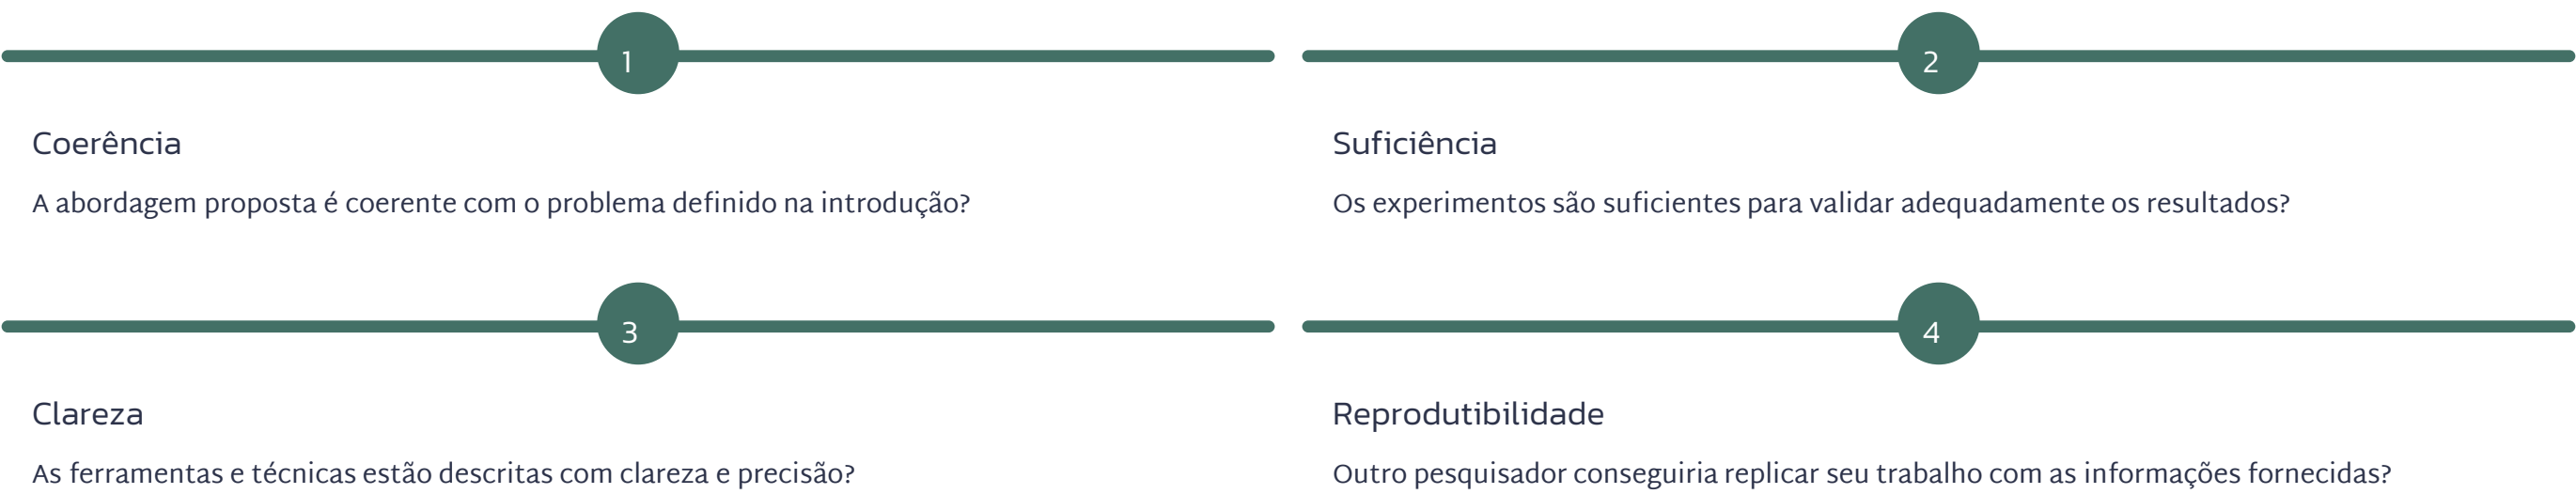 1
Coerência
A abordagem proposta é coerente com o problema definido na introdução?
2
Suficiência
Os experimentos são suficientes para validar adequadamente os resultados?
3
Clareza
As ferramentas e técnicas estão descritas com clareza e precisão?
4
Reprodutibilidade
Outro pesquisador conseguiria replicar seu trabalho com as informações fornecidas?